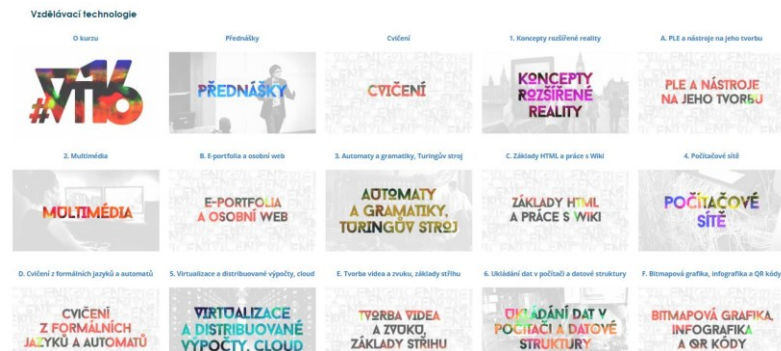 Vzdělávací technologie
O kurzu
Přednášky
Cvičení
1. Koncepty rozšířené reality
A. PLE a nástroje na jeho tvorbu
#VT16
PŘEDNÁŠKY
CVIČENÍ
KONCEPTY
ROZŠÍŘENÉ
REALITY
PLE A NÁSTROJE
NA JEHO TVORBU
2. Multimédia
B. E-portfolia a osobní web
3. Automaty a gramatiky, Turingův stroj
C. Základy HTML a práce s Wiki
4. Počítačové sítě
MULTIMÉDIA
E-PORTFOLIA
A OSOBNÍ WEB
AUTOMATY
A GRAMATIKY,
TURINGŮV STROJ
ZÁKLADY HTML
A PRÁCE S WIKI
POČÍTAČOVÉ
SÍTĚ
D. Cvičení z formálních jazyků a automatů
5. Virtualizace a distribuované výpočty, cloud
E. Tvorba videa a zvuku, základy střihu
6. Ukládání dat v počítači a datové struktury
F. Bitmapová grafika, infografika a QR kódy
CVIČENÍ
Z FORMÁLNÍCH
JAZYKŮ A AUTOMATŮ
VIRTUALIZACE
A DISTRIBUOVANÉ
VÝPOČTY, CLOUD
TVORBA VIDEA
A ZVUKU,
ZÁKLADY STŘIHU
UKLÁDÁNÍ DAT V
POČÍTAČI A DATOVÉ
STRUKTURY
BITMAPOVÁ GRAFIKA,
INFOGRAFIKA
A QR KÓDY